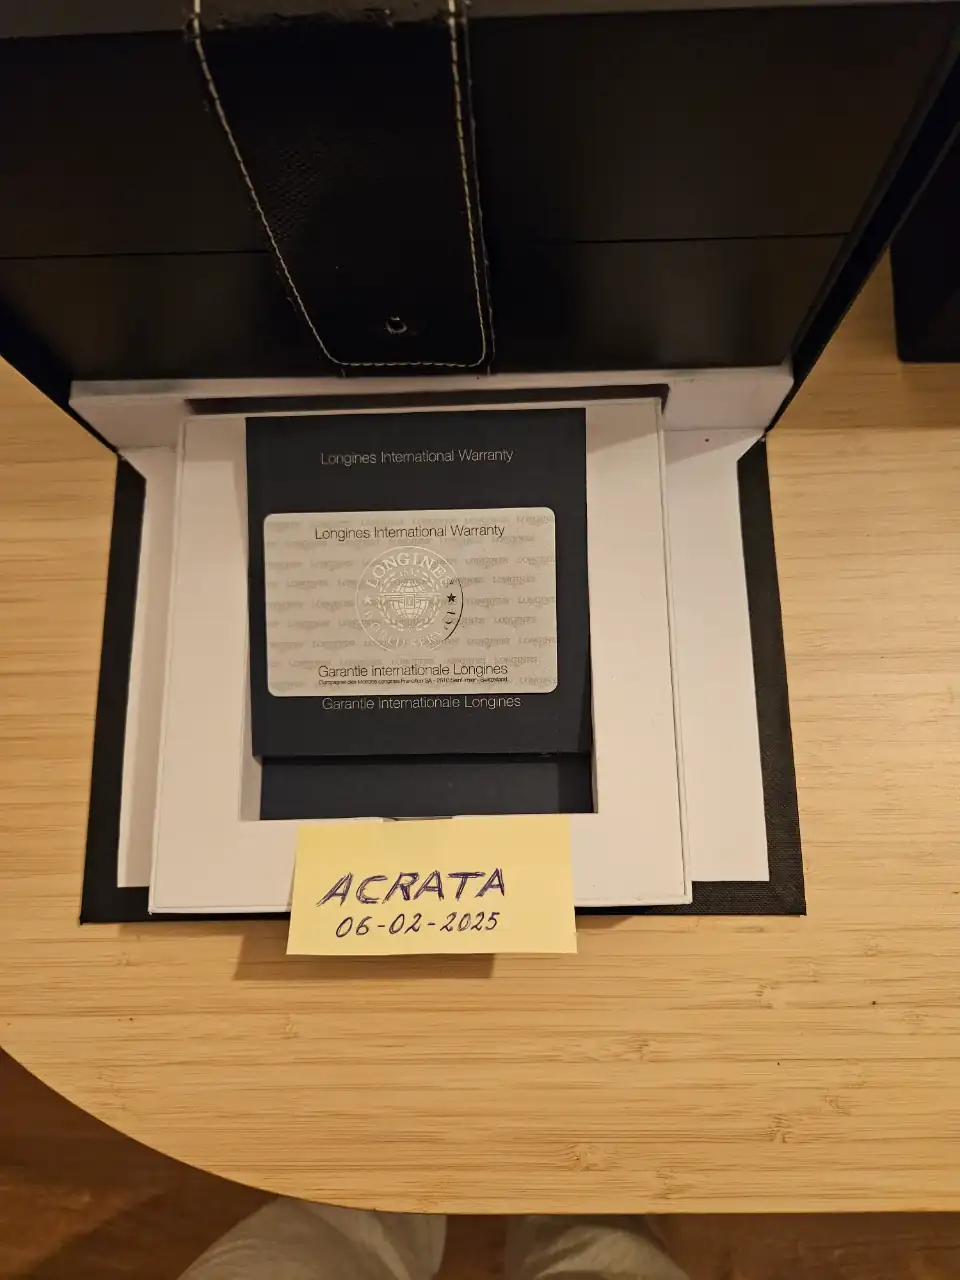 Longines International Warranty
Longines International Warranty
LONGINES
Garantie internationale Longines
Garantie internationale Longines
ACRATA
06-02-2025